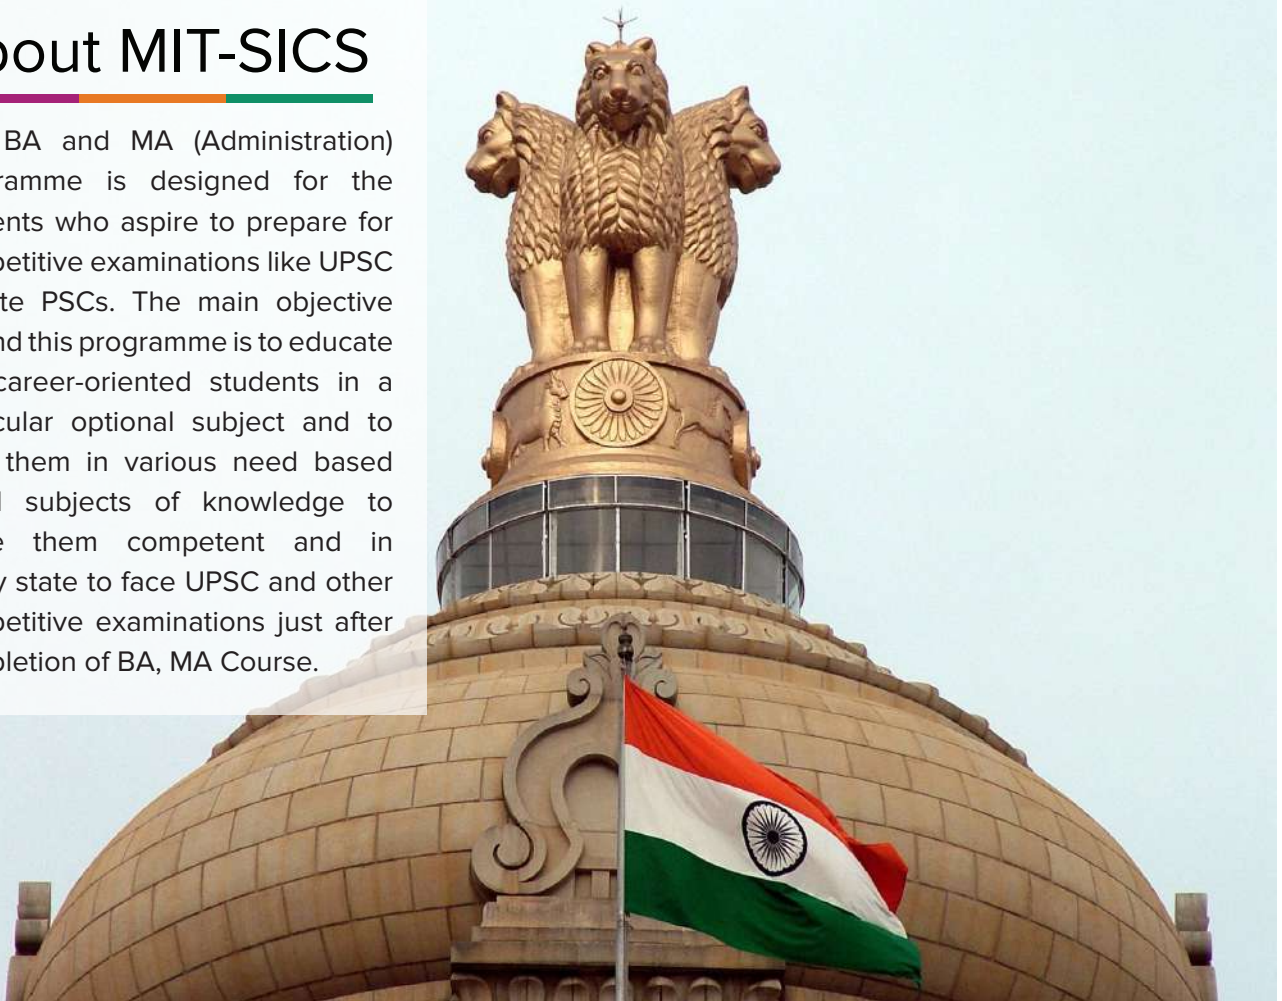 bout MIT-SICS
BA and MA (Administration)
ramme is designed for the
ents who aspire to prepare for
petitive examinations like UPSC
te PSCs. The main objective
nd this programme is to educate
career-oriented students in a
cular optional subject and to
them in various need based
subjects of knowledge to
e them competent and in
y state to face UPSC and other
petitive examinations just after
pletion of BA, MA Course.